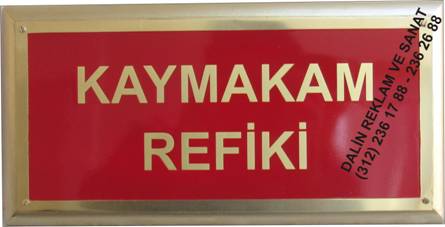 KAYMAKAM
REFİKİ
DALİN REKLAM VE SANAT
(312) 236 17 88 - 236 26 88